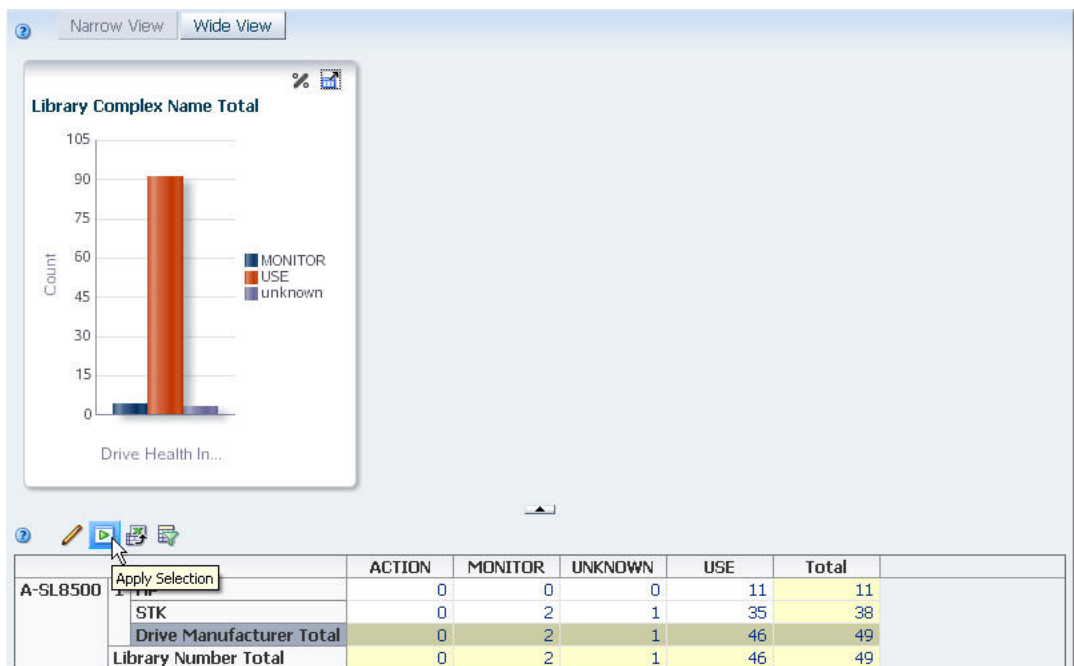 Narrow View Wide View
Library Complex Name Total
105
90
75
60
45
30
15
0
Count
MONITOR
USE
unknown
Drive Health In...
Apply Selection
ACTION MONITOR UNKNOWN USE Total
A-SL8500 1 0 0 0 11 11
STK 0 2 1 35 38
Drive Manufacturer Total 0 2 1 46 49
Library Number Total 0 2 1 46 49